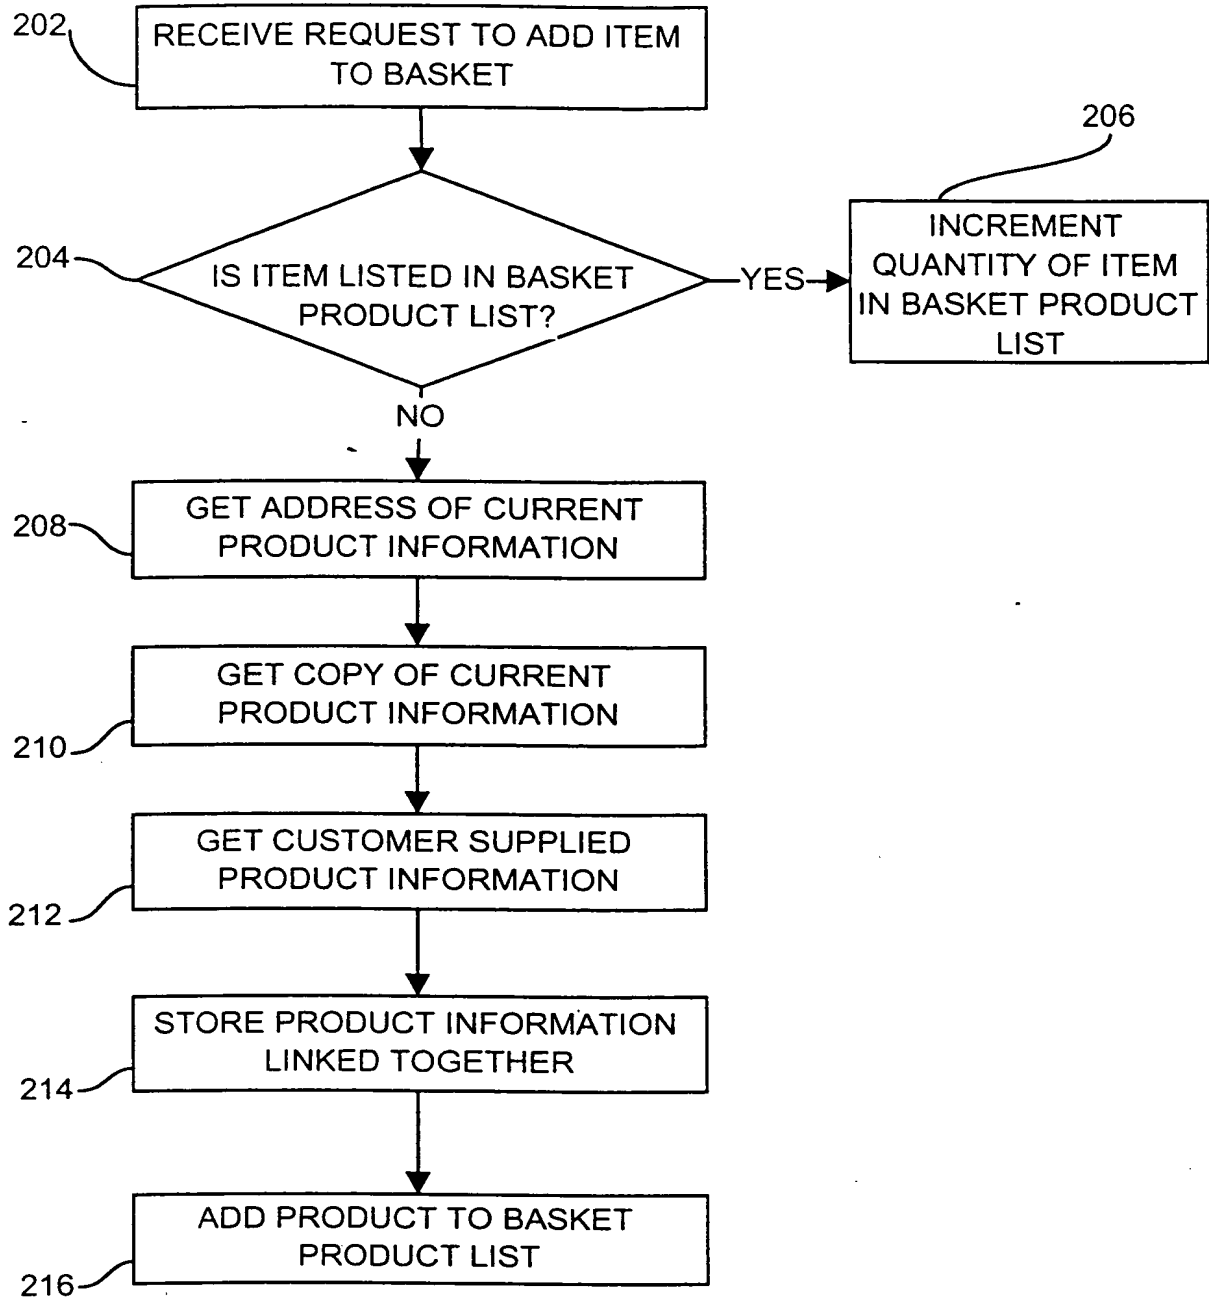 202
RECEIVE REQUEST TO ADD ITEM
TO BASKET
206
204
IS ITEM LISTED IN BASKET
PRODUCT LIST?
YES
INCREMENT
QUANTITY OF ITEM
IN BASKET PRODUCT
LIST
NO
208
GET ADDRESS OF CURRENT
PRODUCT INFORMATION
210
GET COPY OF CURRENT
PRODUCT INFORMATION
212
GET CUSTOMER SUPPLIED
PRODUCT INFORMATION
214
STORE PRODUCT INFORMATION
LINKED TOGETHER
216
ADD PRODUCT TO BASKET
PRODUCT LIST